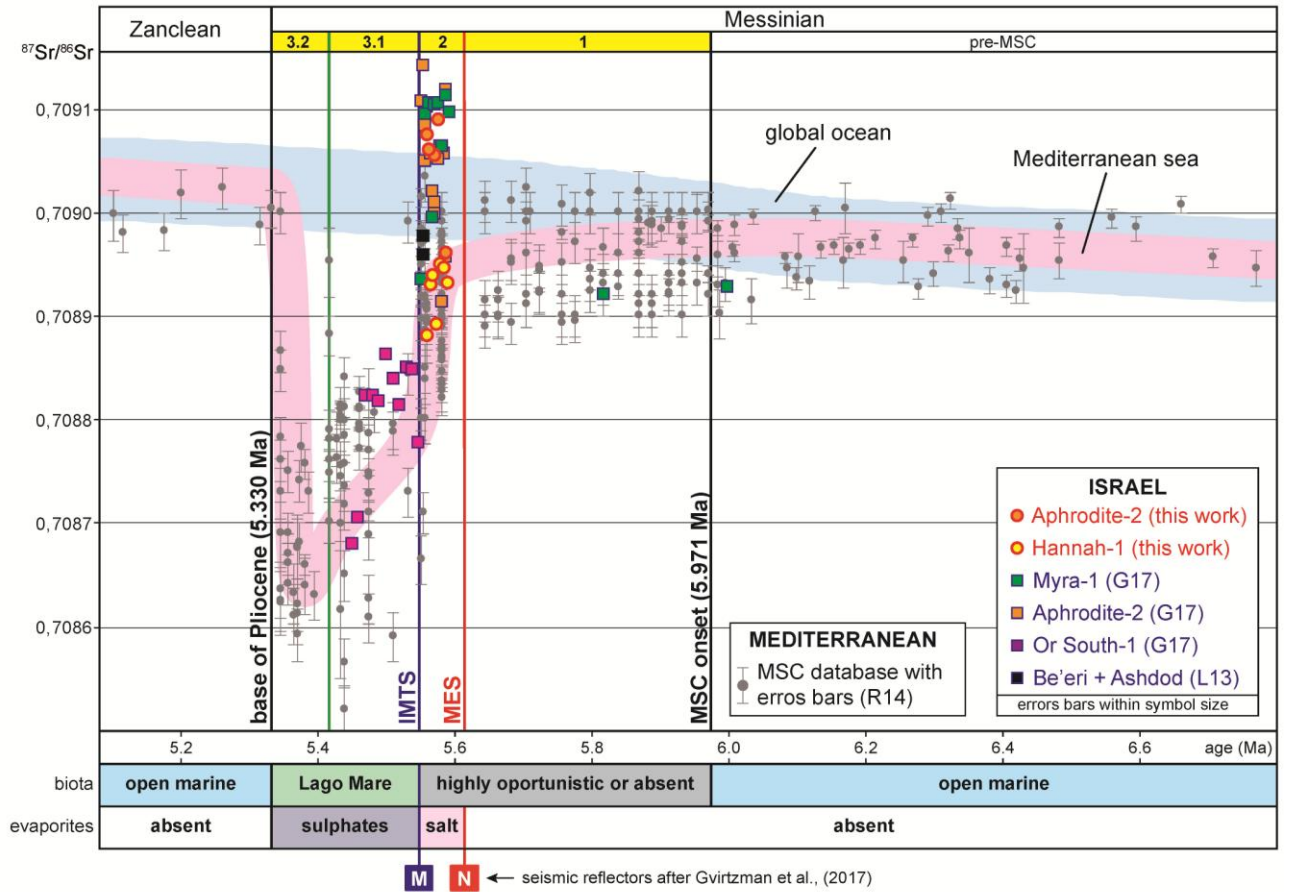 Zanclean
Messinian
3.2
3.1
2
1
pre-MSC
⁸⁷Sr/⁸⁶Sr
0,7091
0,7090
0,7089
0,7088
0,7087
0,7086
global ocean
Mediterranean sea
base of Pliocene (5.330 Ma)
IMTS
MES
MSC onset (5.971 Ma)
MEDITERRANEAN
MSC database with
erros bars (R14)
ISRAEL
Aphrodite-2 (this work)
Hannah-1 (this work)
Myra-1 (G17)
Aphrodite-2 (G17)
Or South-1 (G17)
Be'eri + Ashdod (L13)
errors bars within symbol size
5.2
5.4
5.6
5.8
6.0
6.2
6.4
6.6
age (Ma)
biota
open marine
Lago Mare
highly oportunistic or absent
open marine
evaporites
absent
sulphates
salt
absent
M
N
seismic reflectors after Gvirtzman et al., (2017)